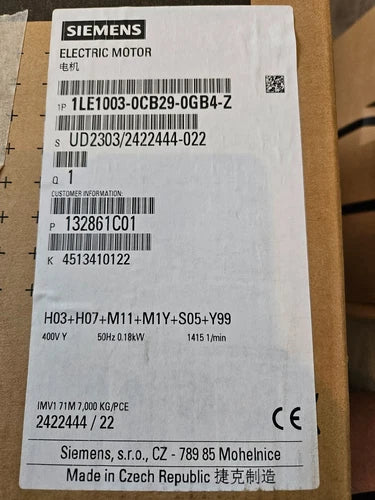 SIEMENS
ELECTRIC MOTOR
电机
1P 1LE1003-0CB29-0GB4-Z
S UD2303/2422444-022
Q 1
CUSTOMER INFORMATION:
P 132861C01
K 4513410122
H03+H07+M11+M1Y+S05+Y99
400V Y 50Hz 0.18kW 1415 1/min
IMV1 71M 7,000 KG/PCE
2422444 / 22
CE
Siemens, s.r.o., CZ - 789 85 Mohelnice
Made in Czech Republic 捷克制造